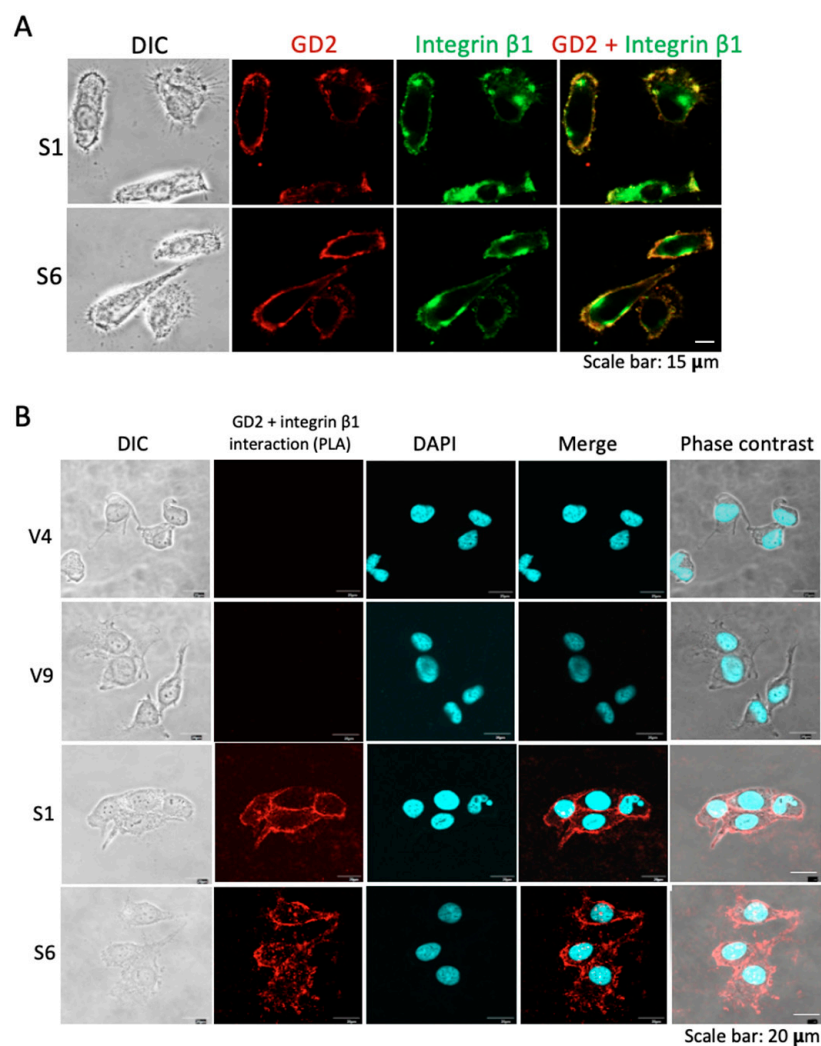 A
DIC
GD2
Integrin β1
GD2 + Integrin β1
S1
S6
Scale bar: 15 μm
B
DIC
GD2 + integrin β1
interaction (PLA)
DAPI
Merge
Phase contrast
V4
V9
S1
S6
Scale bar: 20 μm